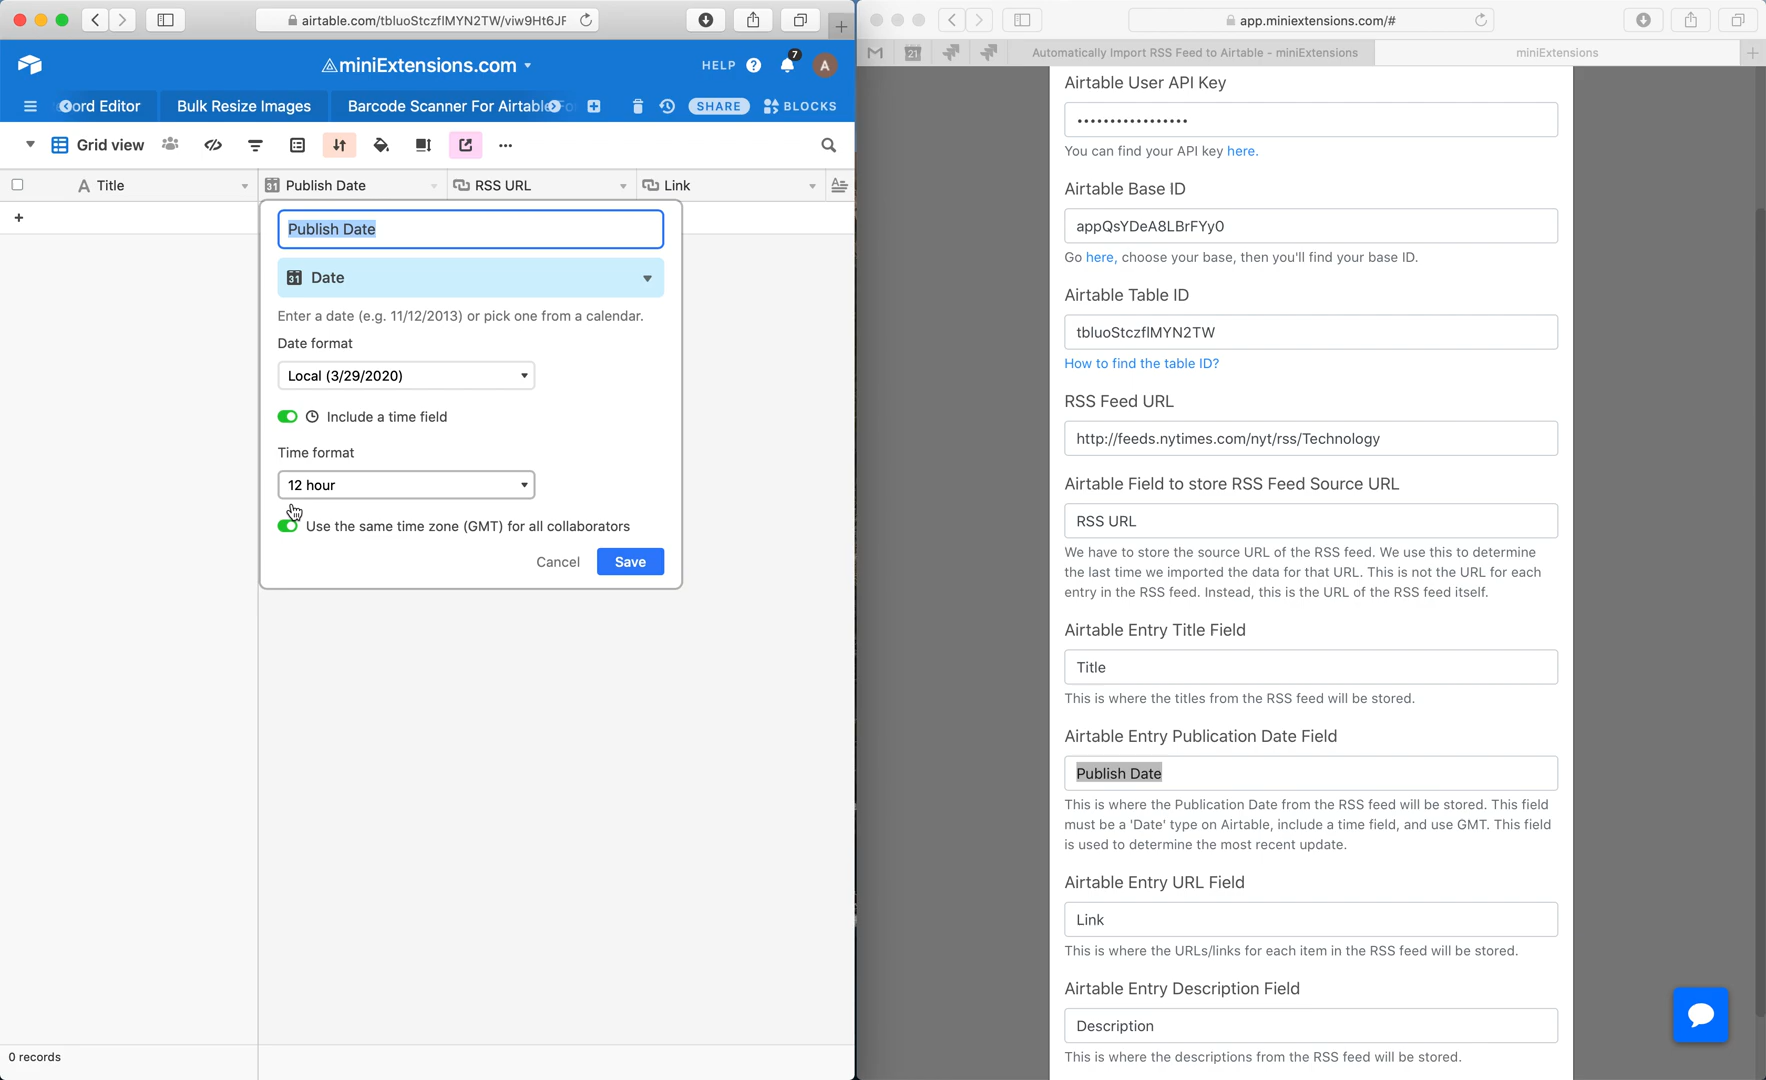 airtable.com/tbluoStczflMYN2TW/viw9Ht6JF
miniExtensions.com
HELP
7
A
ord Editor
Bulk Resize Images
Barcode Scanner For Airtable Fo
SHARE
BLOCKS
Grid view
A Title
31 Publish Date
RSS URL
Link
Publish Date
31 Date
Enter a date (e.g. 11/12/2013) or pick one from a calendar.
Date format
Local (3/29/2020)
Include a time field
Time format
12 hour
Use the same time zone (GMT) for all collaborators
Cancel
Save
0 records
app.miniextensions.com/#
21
Automatically Import RSS Feed to Airtable - miniExtensions
miniExtensions
Airtable User API Key
•••••••••••••••••
You can find your API key here.
Airtable Base ID
appQsYDeA8LBrFYy0
Go here, choose your base, then you'll find your base ID.
Airtable Table ID
tbluoStczflMYN2TW
How to find the table ID?
RSS Feed URL
http://feeds.nytimes.com/nyt/rss/Technology
Airtable Field to store RSS Feed Source URL
RSS URL
We have to store the source URL of the RSS feed. We use this to determine
the last time we imported the data for that URL. This is not the URL for each
entry in the RSS feed. Instead, this is the URL of the RSS feed itself.
Airtable Entry Title Field
Title
This is where the titles from the RSS feed will be stored.
Airtable Entry Publication Date Field
Publish Date
This is where the Publication Date from the RSS feed will be stored. This field
must be a 'Date' type on Airtable, include a time field, and use GMT. This field
is used to determine the most recent update.
Airtable Entry URL Field
Link
This is where the URLs/links for each item in the RSS feed will be stored.
Airtable Entry Description Field
Description
This is where the descriptions from the RSS feed will be stored.